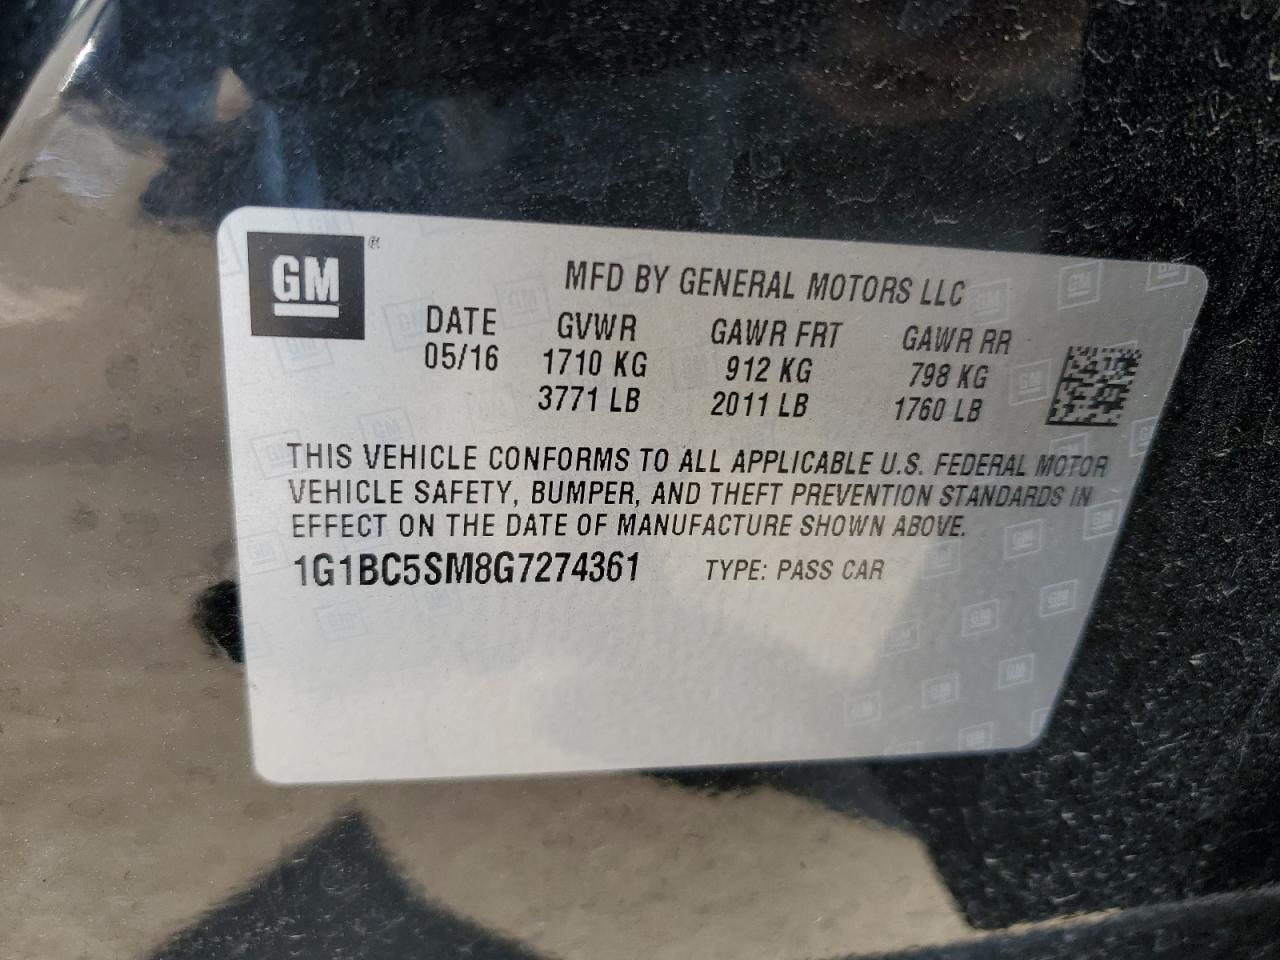 GM
MFD BY GENERAL MOTORS LLC
DATE GVWR GAWR FRT GAWR RR
05/16 1710 KG 912 KG 798 KG
3771 LB 2011 LB 1760 LB
THIS VEHICLE CONFORMS TO ALL APPLICABLE U.S. FEDERAL MOTOR
VEHICLE SAFETY, BUMPER, AND THEFT PREVENTION STANDARDS IN
EFFECT ON THE DATE OF MANUFACTURE SHOWN ABOVE.
1G1BC5SM8G7274361 TYPE: PASS CAR